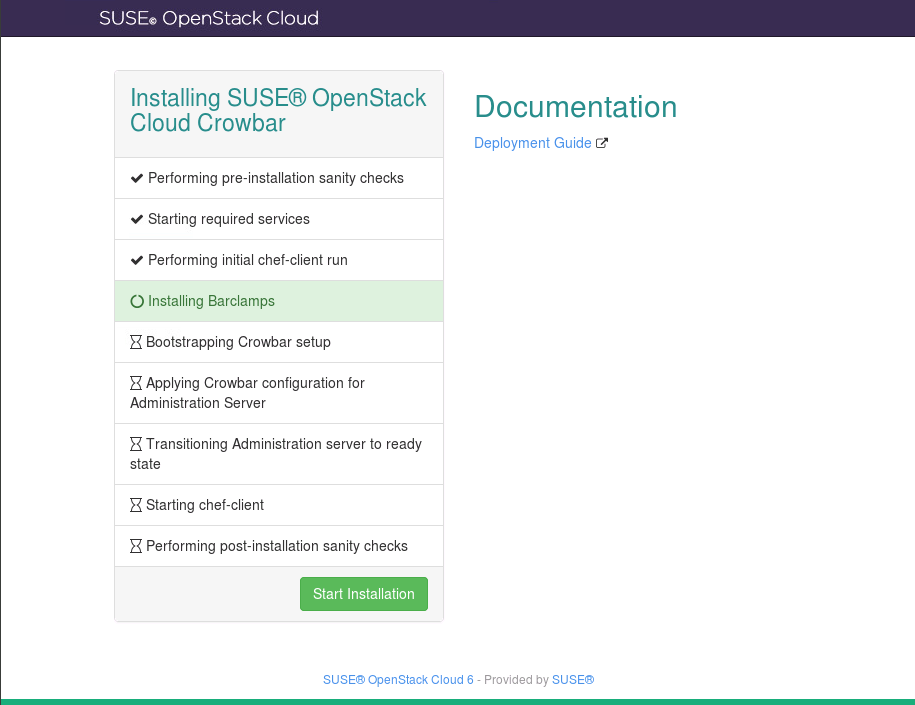 SUSE® OpenStack Cloud
Installing SUSE® OpenStack
Cloud Crowbar
Performing pre-installation sanity checks
Starting required services
Performing initial chef-client run
Installing Barclamps
Bootstrapping Crowbar setup
Applying Crowbar configuration for
Administration Server
Transitioning Administration server to ready
state
Starting chef-client
Performing post-installation sanity checks
Start Installation
Documentation
Deployment Guide
SUSE® OpenStack Cloud 6 - Provided by SUSE®